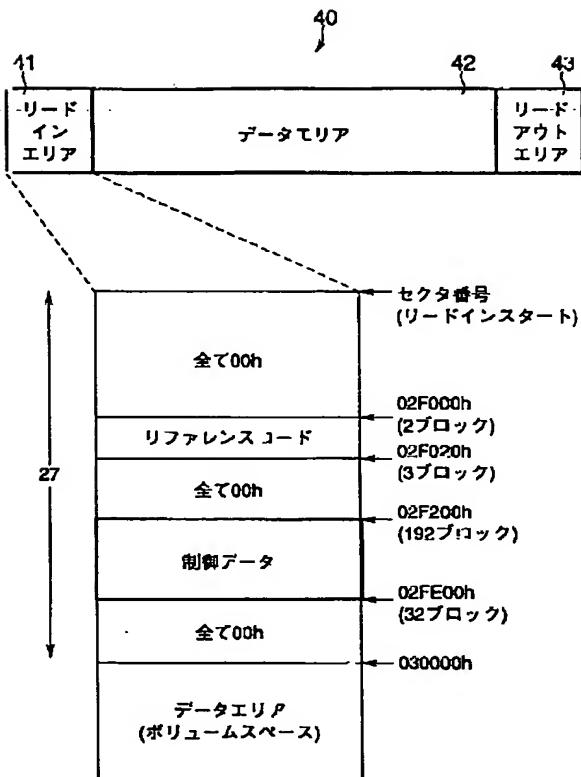 40
41
42
43
リード
イン
エリア
データエリア
リード
アウト
エリア
セクタ番号
(リードインスタート)
全て00h
02F000h
(2ブロック)
リファレンスコード
02F020h
(3ブロック)
27
全て00h
02F200h
(192ブロック)
制御データ
02FE00h
(32ブロック)
全て00h
030000h
データエリア
(ボリュームスペース)